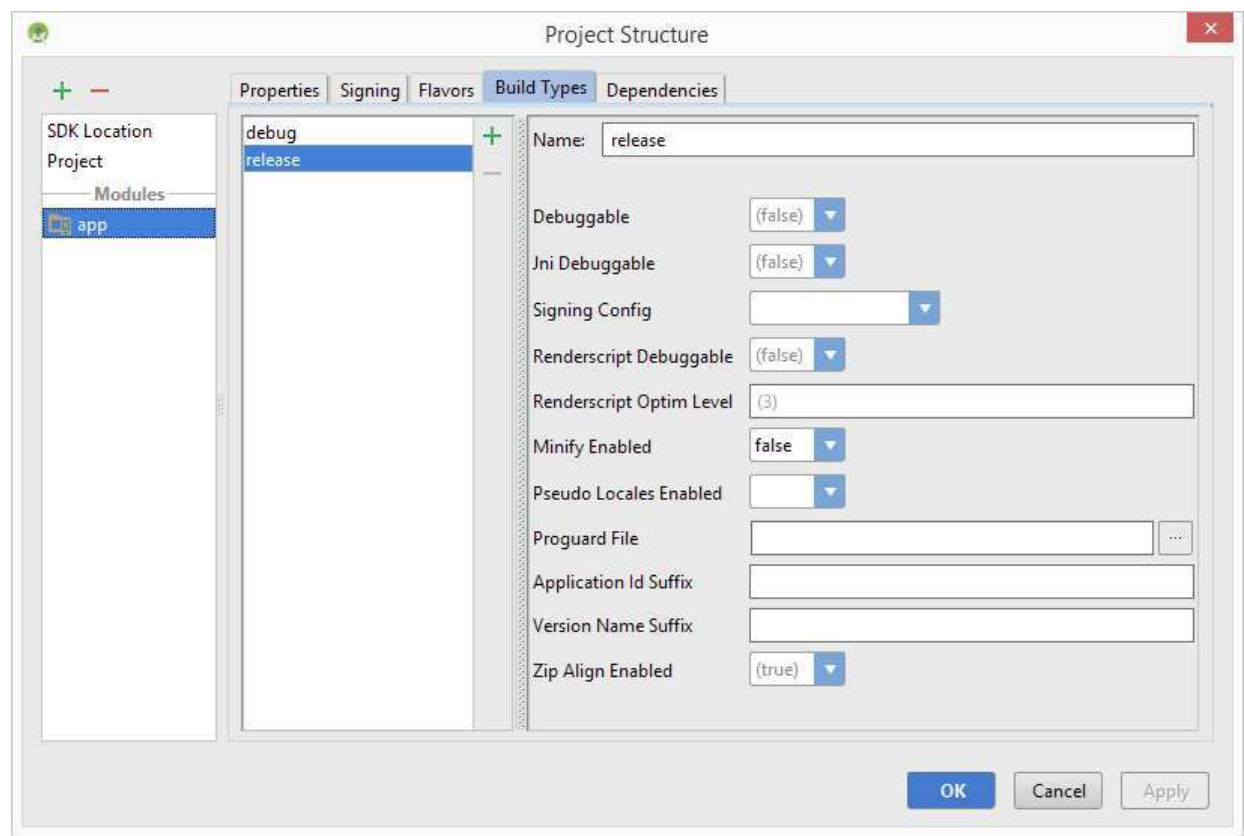 Project Structure
Properties Signing Flavors Build Types Dependencies
SDK Location
Project
Modules
app
debug
release
Name: release
Debuggable (false)
Jni Debuggable (false)
Signing Config
Renderscript Debuggable (false)
Renderscript Optim Level (3)
Minify Enabled false
Pseudo Locales Enabled
Proguard File ...
Application Id Suffix
Version Name Suffix
Zip Align Enabled (true)
OK Cancel Apply